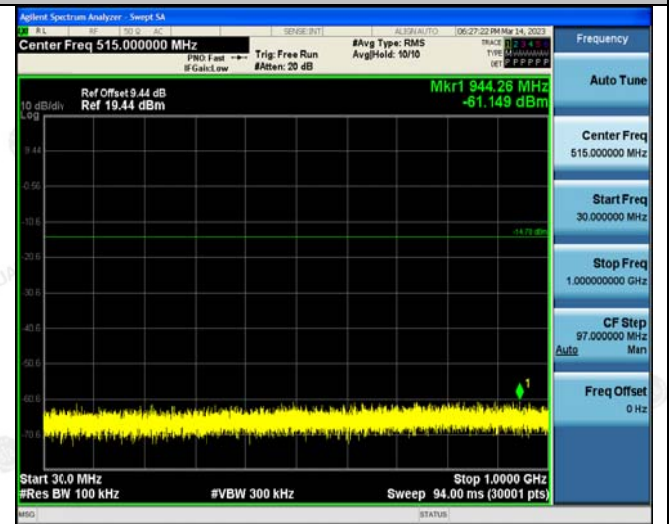 Agilent Spectrum Analyzer - Swept SA
RL RF 50 Ω AC SENSE:INT ALIGN AUTO 06:27:22 PM Mar 14, 2023
Center Freq 515.000000 MHz
PNO: Fast
IFGain:Low
Trig: Free Run
#Atten: 20 dB
#Avg Type: RMS
Avg|Hold: 10/10
TRACE 1 2 3 4 5 6
TYPE
DET P P P P P P
Ref Offset 9.44 dB
10 dB/div Ref 19.44 dBm
Log
Mkr1 944.26 MHz
-61.149 dBm
9.44
-0.56
-10.6
-20.6
-30.6
-40.6
-50.6
-60.6
-70.6
1
Start 30.0 MHz
Stop 1.0000 GHz
#Res BW 100 kHz #VBW 300 kHz Sweep 94.00 ms (30001 pts)
MSG STATUS
Frequency
Auto Tune
Center Freq
515.000000 MHz
Start Freq
30.000000 MHz
Stop Freq
1.000000000 GHz
CF Step
97.000000 MHz
Auto Man
Freq Offset
0 Hz